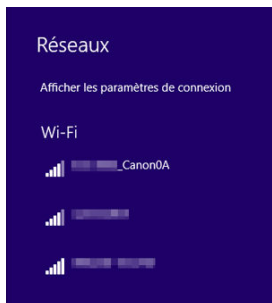 Réseaux
Afficher les paramètres de connexion
Wi-Fi
_Canon0A